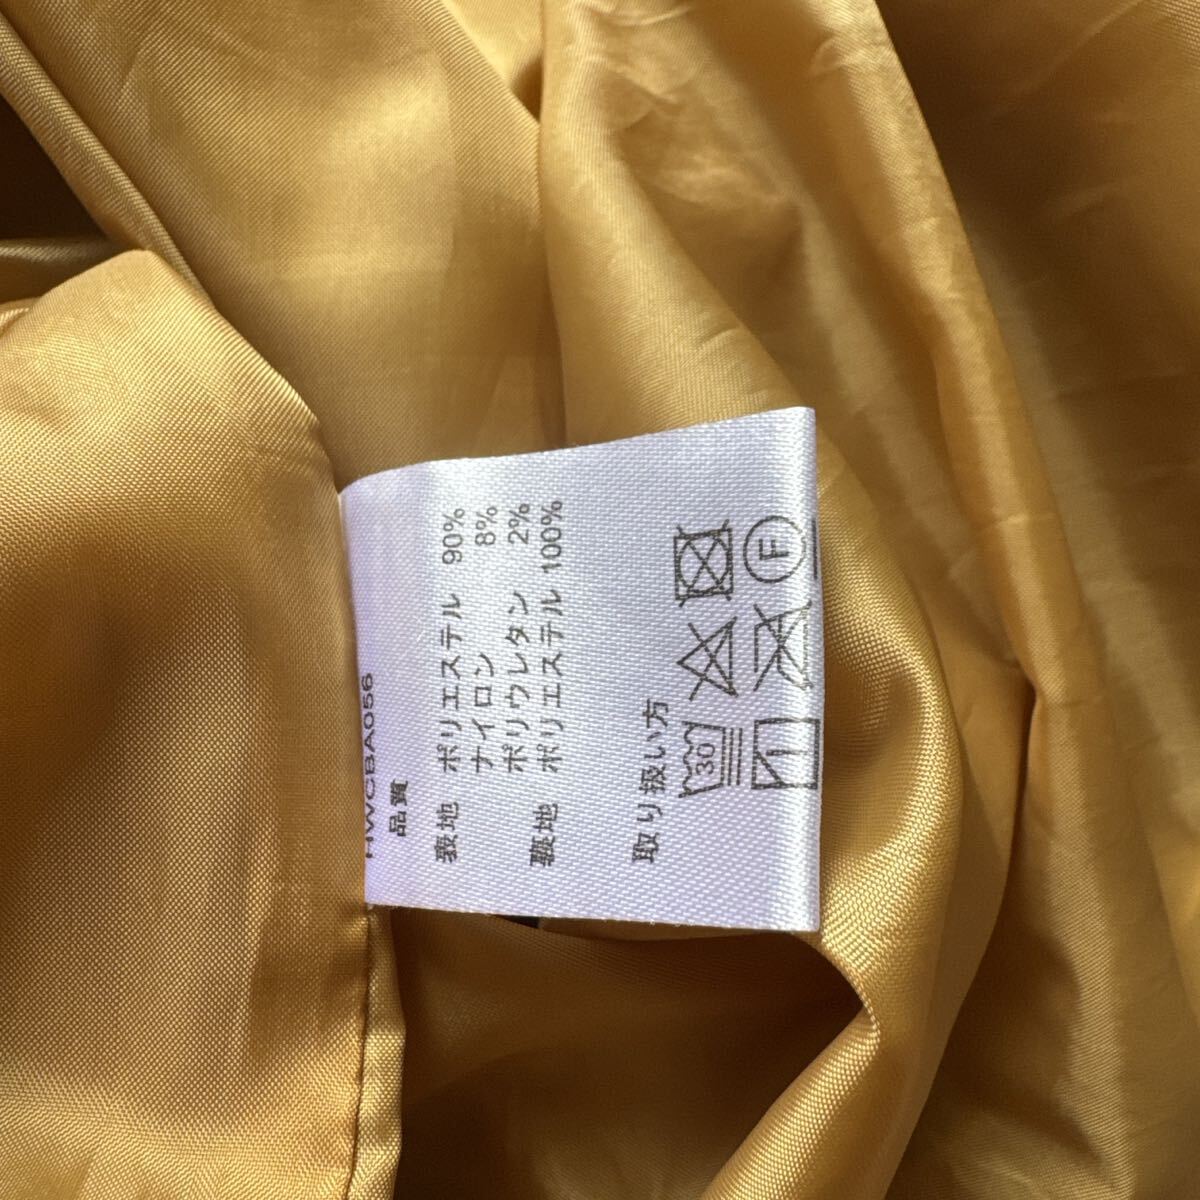 HWCBA056
品質
表地 ポリエステル 90%
ナイロン 8%
ポリウレタン 2%
裏地 ポリエステル 100%
取り扱い方
30
F